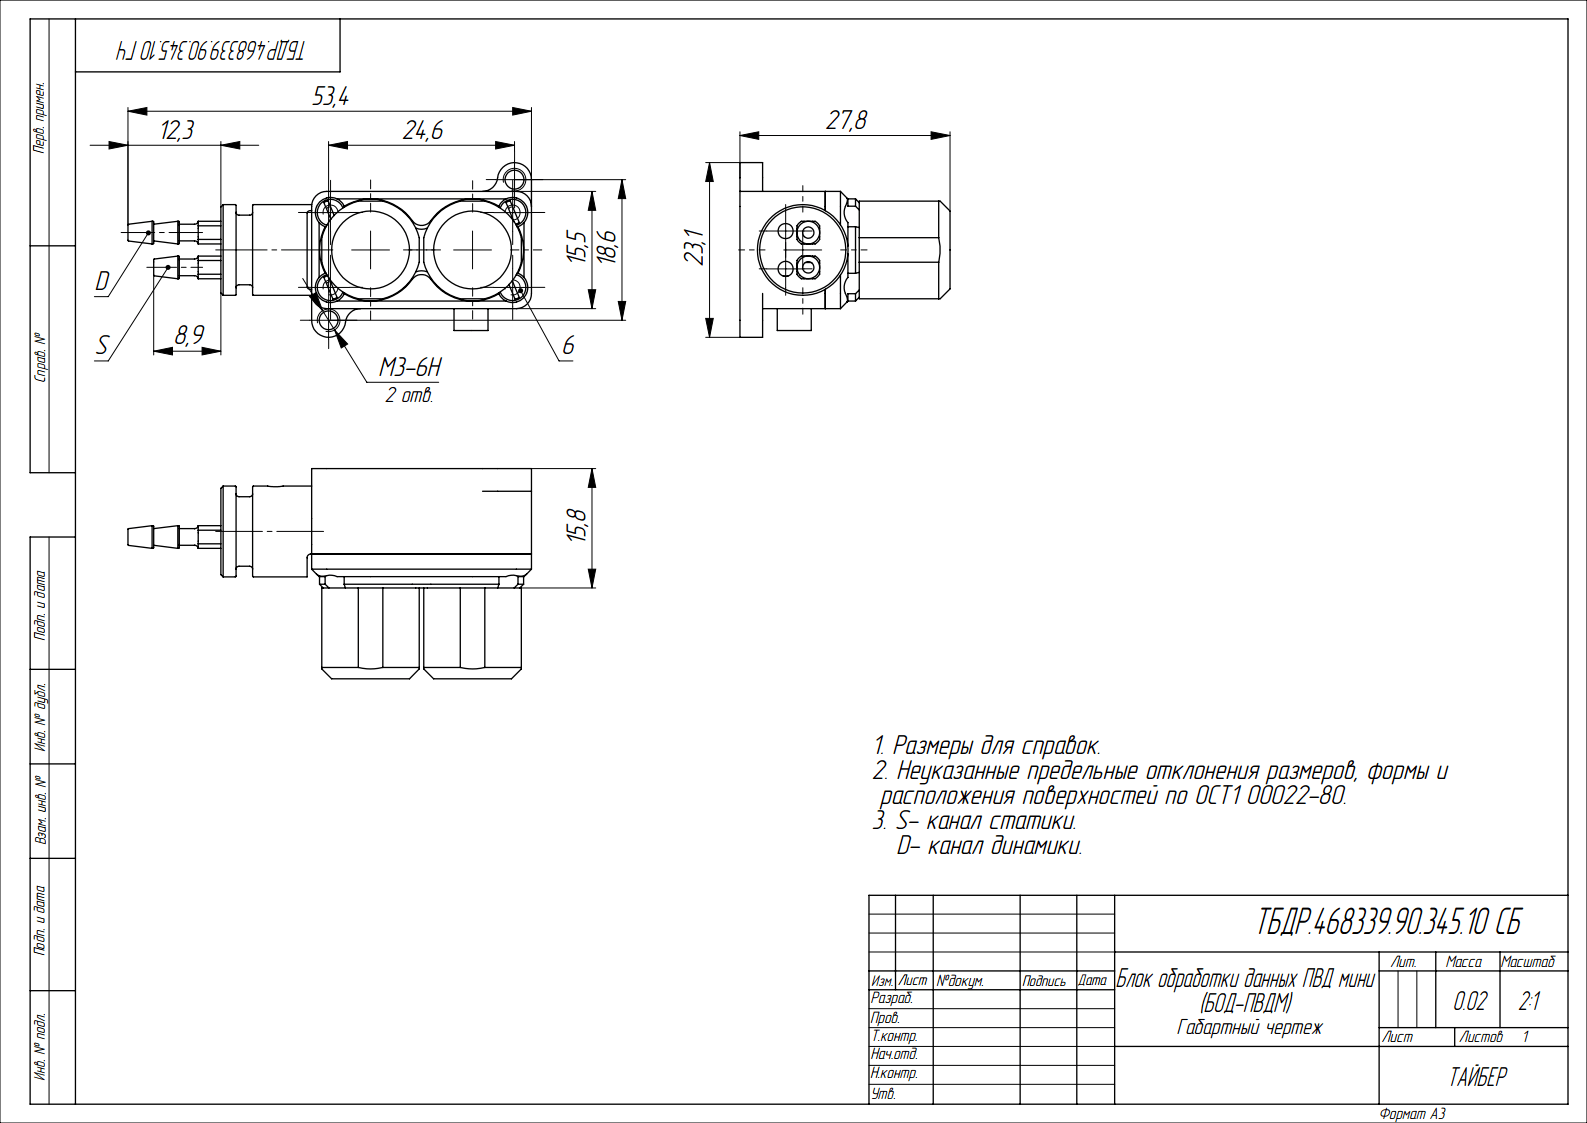 ТБДР.468339.90.345.10 ГЧ
Перв. примен.
Справ. №
Подп. и дата
Инв. № дубл.
Взам. инв. №
Подп. и дата
Инв. № подл.
53,4
12,3
24,6
15,5
18,6
D
S
8,9
М3-6Н
2 отв.
6
27,8
23,1
15,8
1. Размеры для справок.
2. Неуказанные предельные отклонения размеров, формы и
расположения поверхностей по ОСТ1 00022-80.
3. S- канал статики.
D- канал динамики.
ТБДР.468339.90.345.10 СБ
Изм. Лист №докум. Подпись Дата
Разраб.
Пров.
Т.контр.
Нач.отд.
Н.контр.
Утв.
Блок обработки данных ПВД мини
(БОД-ПВДМ)
Габартный чертеж
Лит. Масса Масштаб
0.02 2:1
Лист Листов 1
ТАЙБЕР
Формат А3